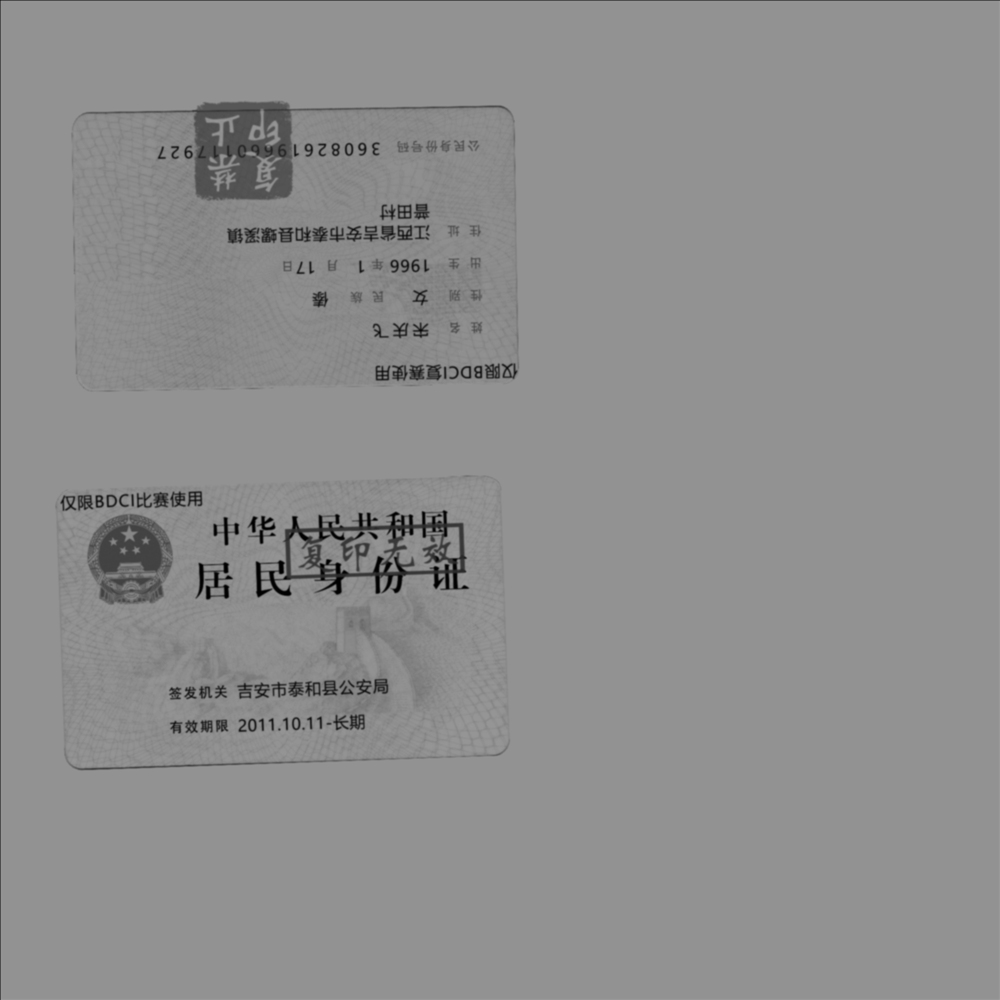 仅限BDCI复赛使用
姓名 宋庆飞
性别 女 民族 傣
出生 1966 年 1 月 17 日
住址 江西省吉安市泰和县螺溪镇
普田村
公民身份号码 360826196601177927
禁止
复印
仅限BDCI比赛使用
中华人民共和国
居民身份证
复印无效
签发机关 吉安市泰和县公安局
有效期限 2011.10.11-长期